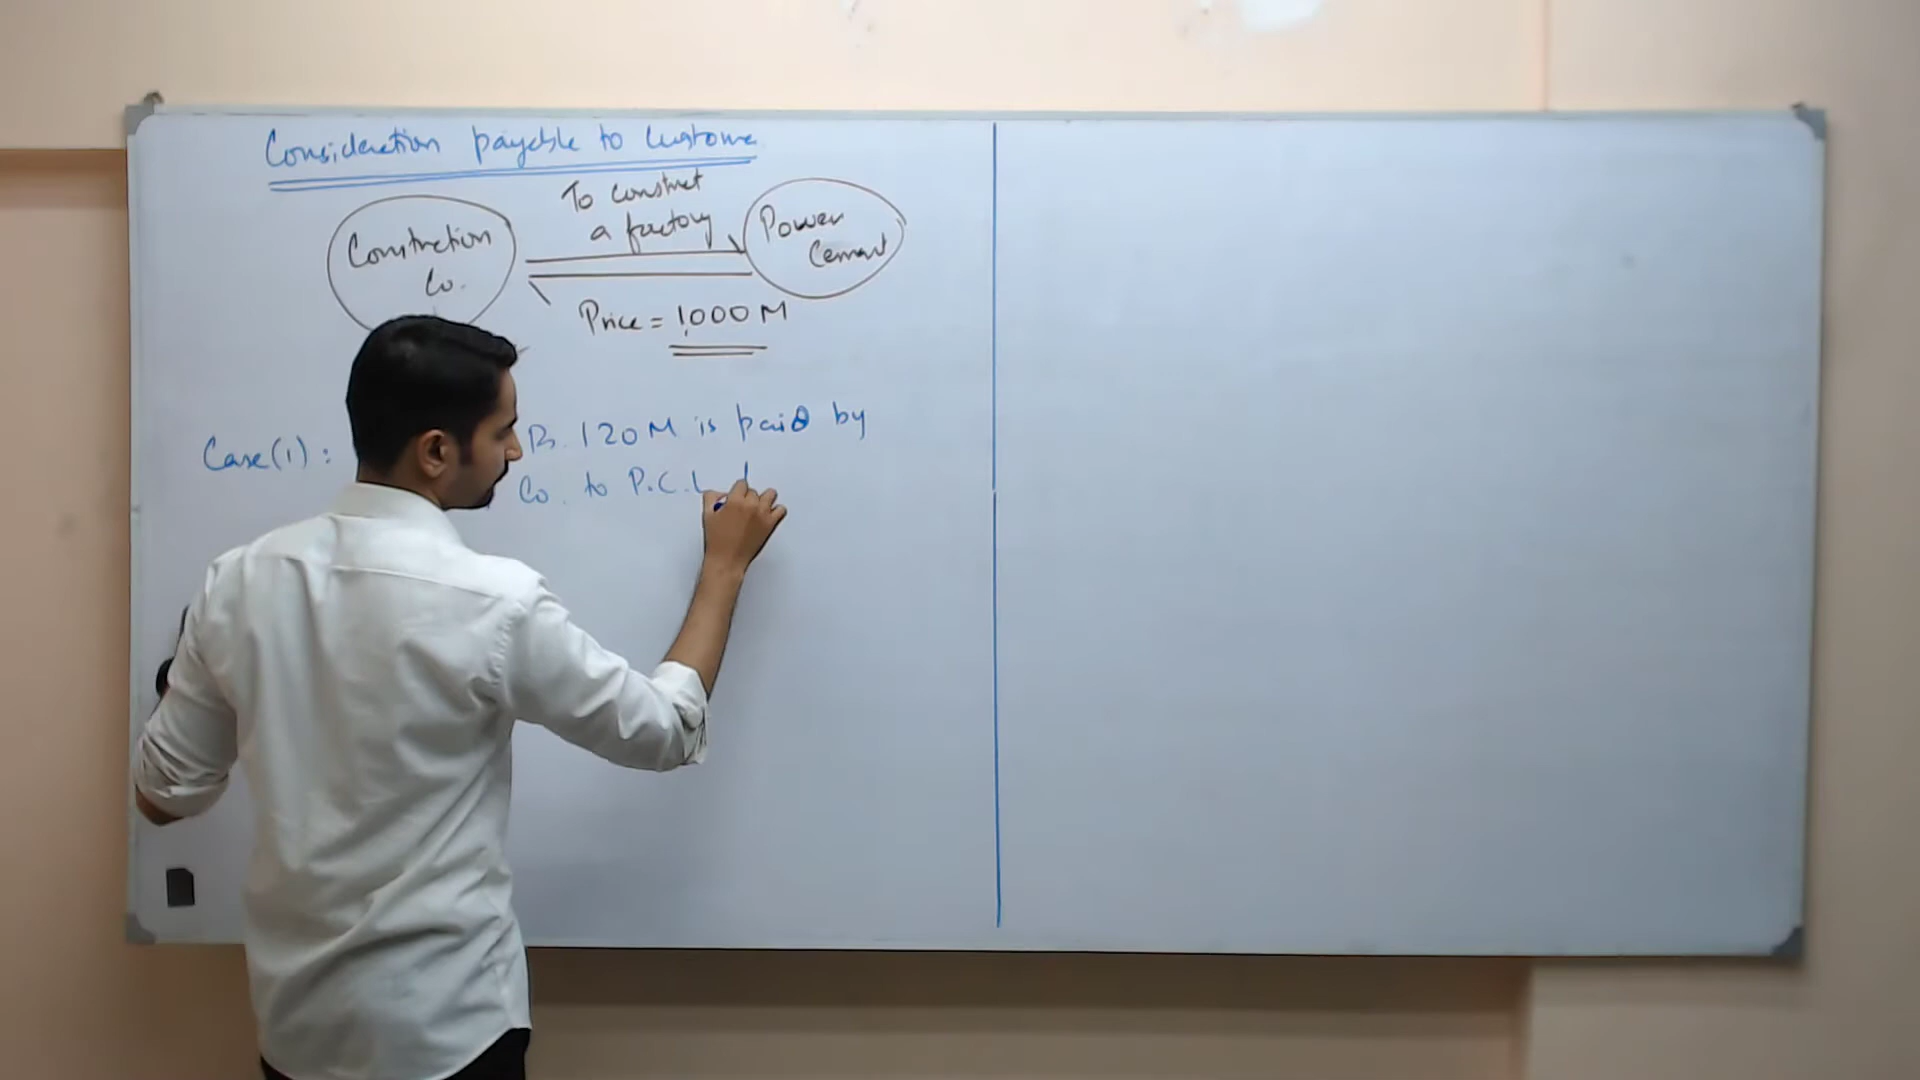 Consideration payable to Custome
Construction
Co.
To construct
a factory
Power
Cement
Price = 1,000 M
Case(1):
Rs. 120 M is paid by
Co. to P.C.L